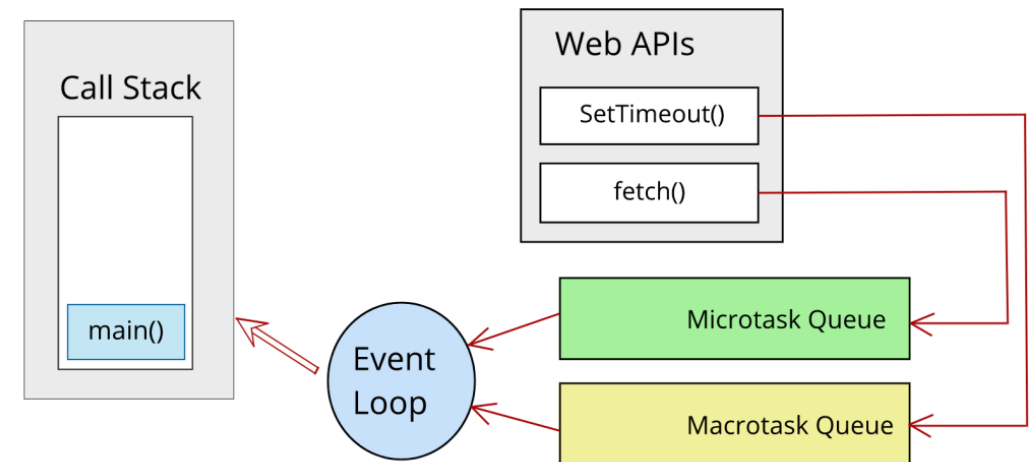 Call Stack
main()
Web APIs
SetTimeout()
fetch()
Event
Loop
Microtask Queue
Macrotask Queue